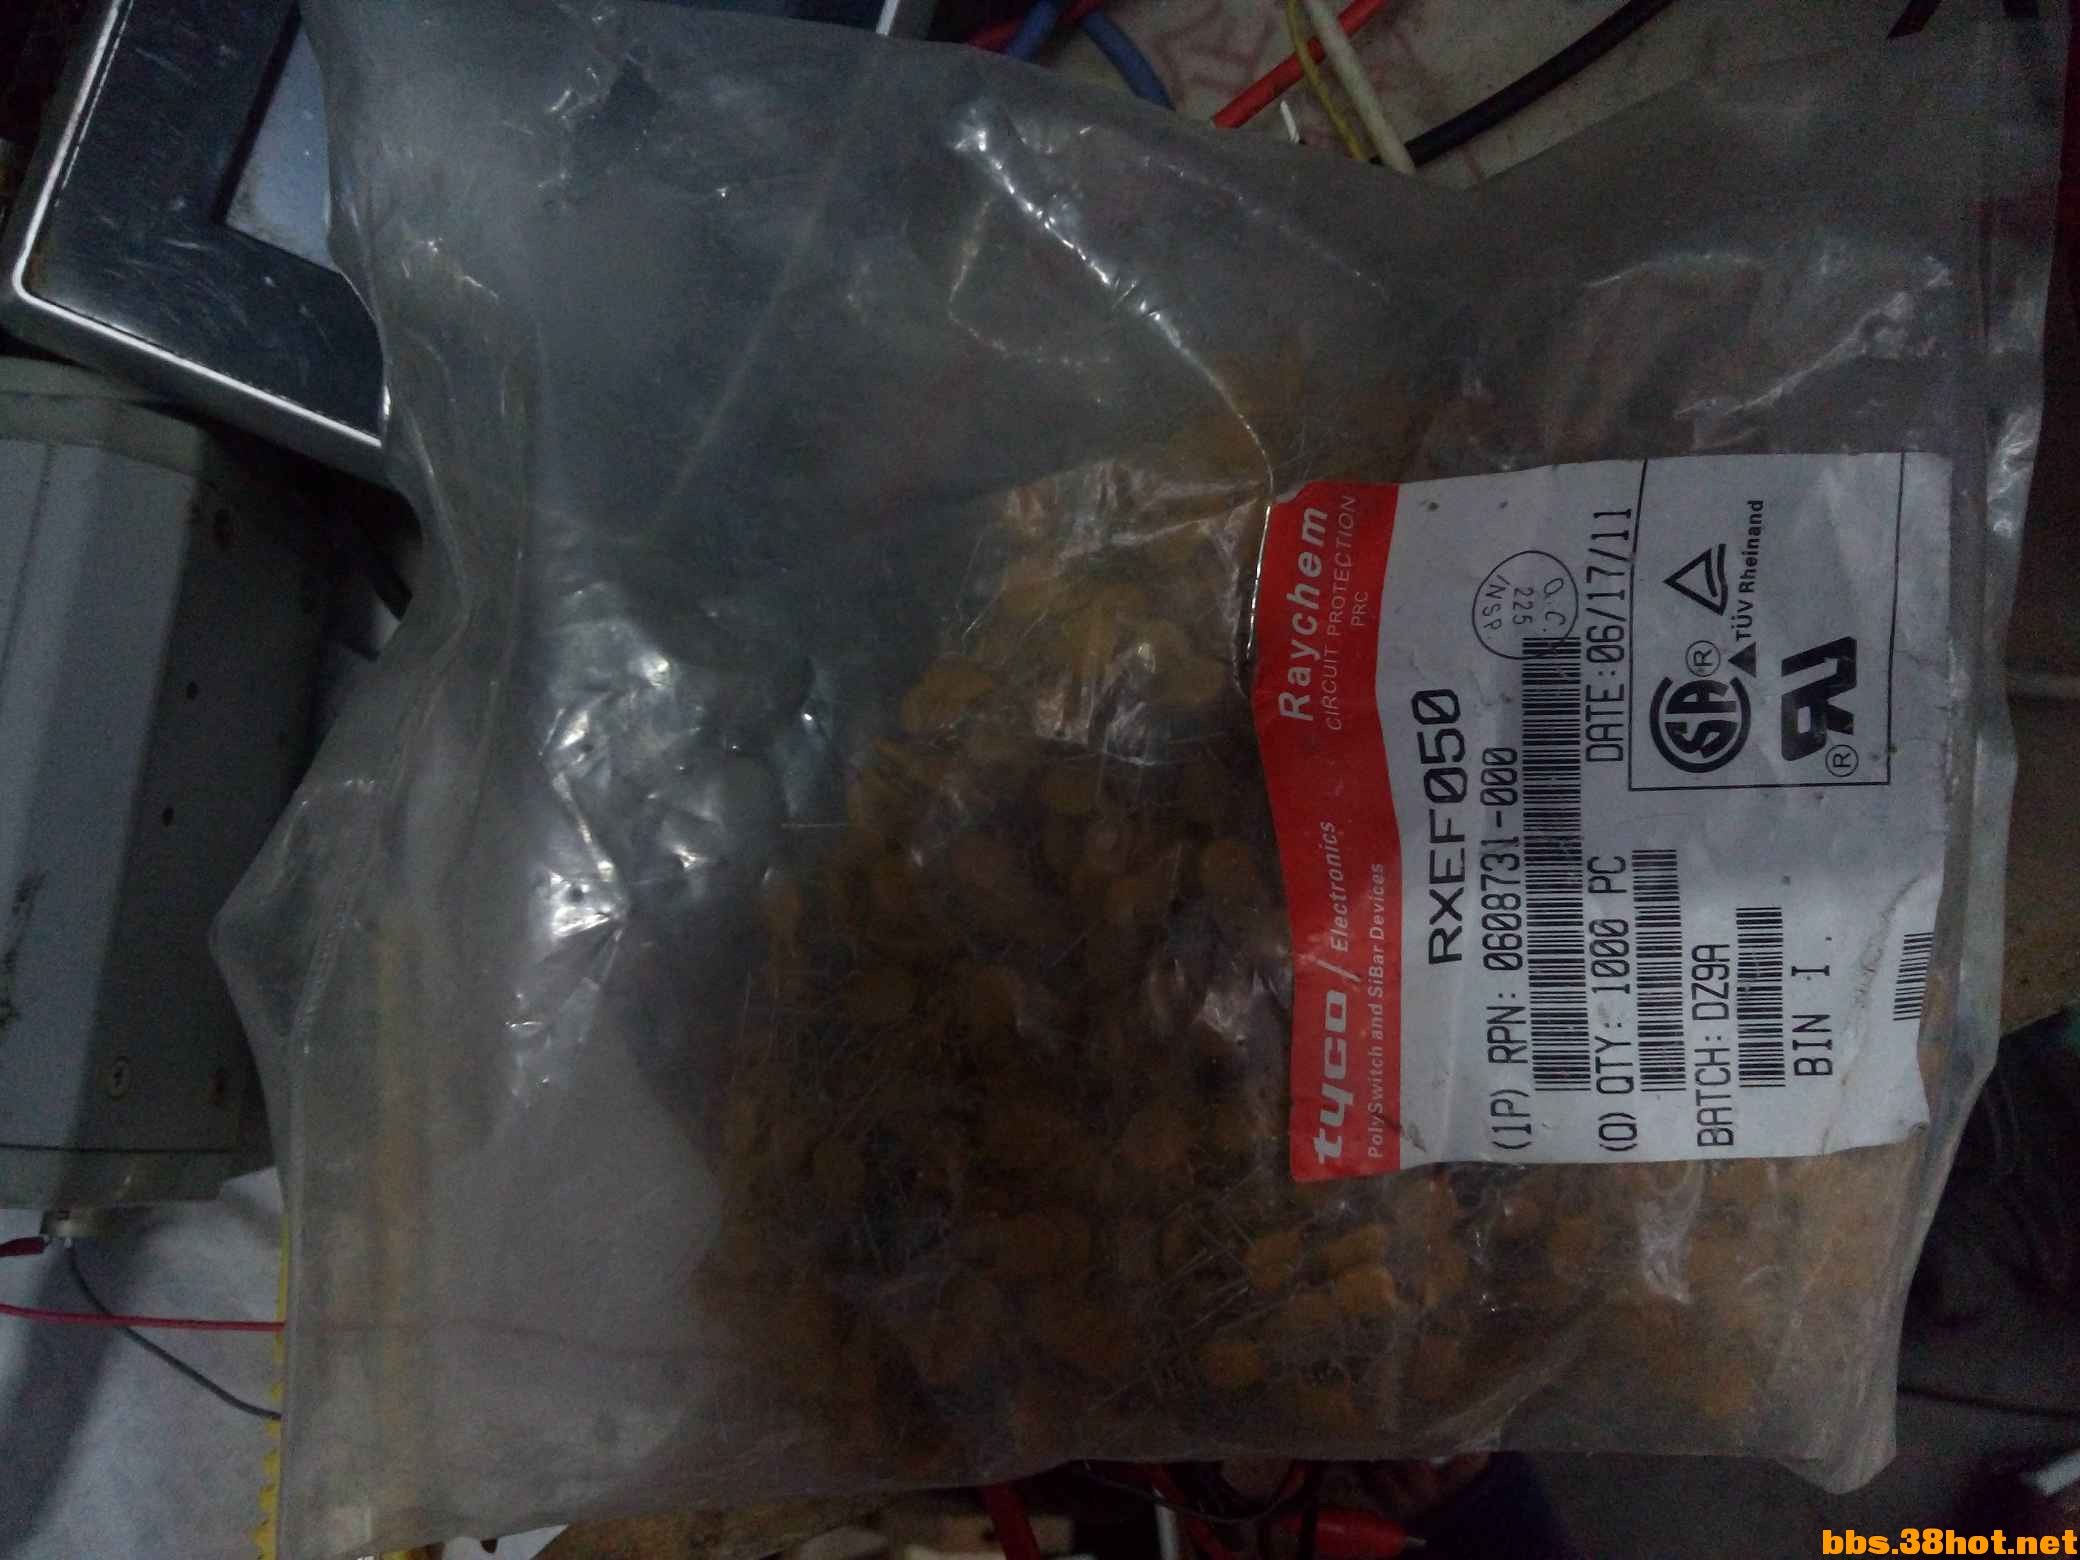 tyco / Electronics
Raychem
CIRCUIT PROTECTION
PRC
PolySwitch and SiBar Devices
RXEF050
(1P) RPN: 0608731-000
Q.C.
225
INSP.
(Q) QTY: 1000 PC
DATE:06/17/11
BATCH: DZ9A
BIN I.
SA®
TÜV Rheinand
®
bbs.38hot.net